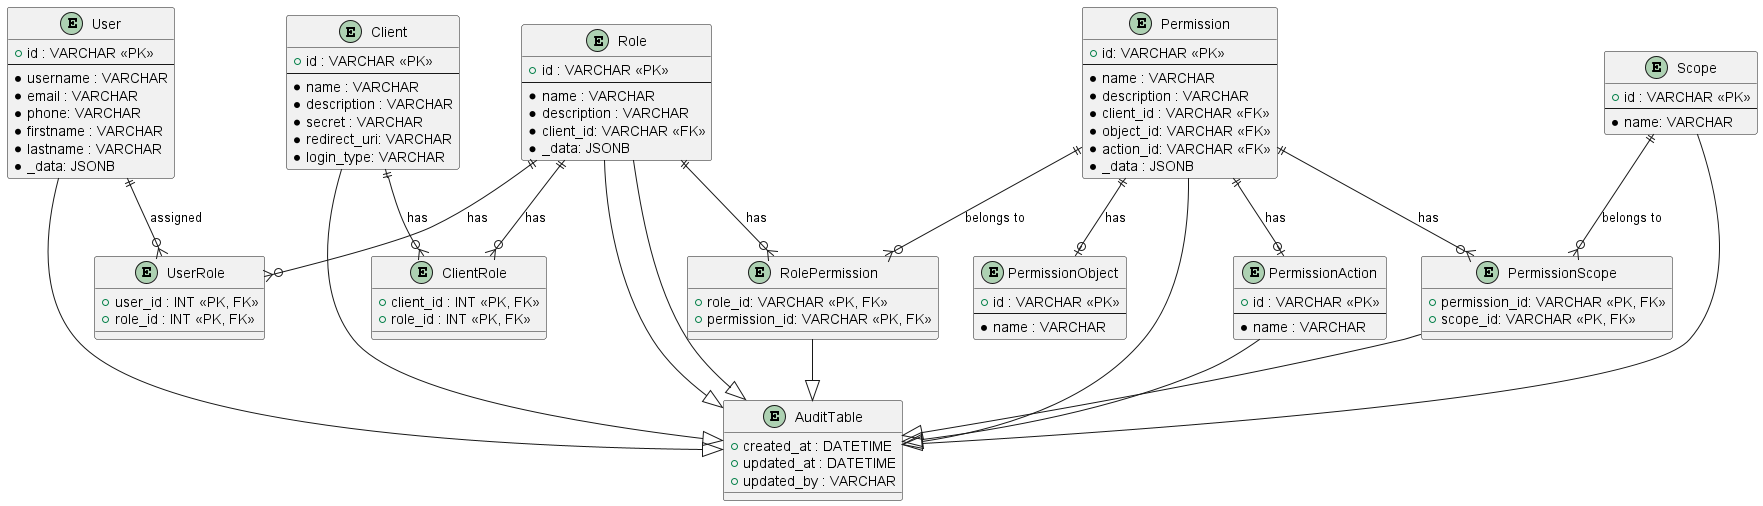 E User
id : VARCHAR «PK»
username : VARCHAR
email : VARCHAR
phone: VARCHAR
firstname : VARCHAR
lastname : VARCHAR
_data: JSONB
E Client
id : VARCHAR «PK»
name : VARCHAR
description : VARCHAR
secret : VARCHAR
redirect_uri: VARCHAR
login_type: VARCHAR
E Role
id : VARCHAR «PK»
name : VARCHAR
description : VARCHAR
client_id: VARCHAR «FK»
_data: JSONB
E Permission
id: VARCHAR «PK»
name : VARCHAR
description : VARCHAR
client_id : VARCHAR «FK»
object_id: VARCHAR «FK»
action_id: VARCHAR «FK»
_data : JSONB
E Scope
id : VARCHAR «PK»
name: VARCHAR
assigned
has
has
has
has
belongs to
has
has
has
belongs to
E UserRole
user_id : INT «PK, FK»
role_id : INT «PK, FK»
E ClientRole
client_id : INT «PK, FK»
role_id : INT «PK, FK»
E RolePermission
role_id: VARCHAR «PK, FK»
permission_id: VARCHAR «PK, FK»
E PermissionObject
id : VARCHAR «PK»
name : VARCHAR
E PermissionAction
id : VARCHAR «PK»
name : VARCHAR
E PermissionScope
permission_id: VARCHAR «PK, FK»
scope_id: VARCHAR «PK, FK»
E AuditTable
created_at : DATETIME
updated_at : DATETIME
updated_by : VARCHAR